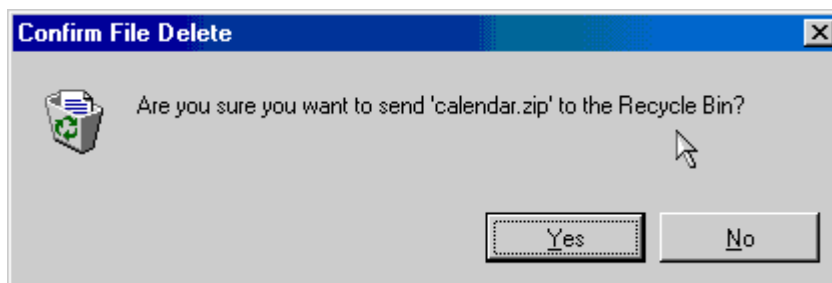 Confirm File Delete
Are you sure you want to send 'calendar.zip' to the Recycle Bin?
Yes
No